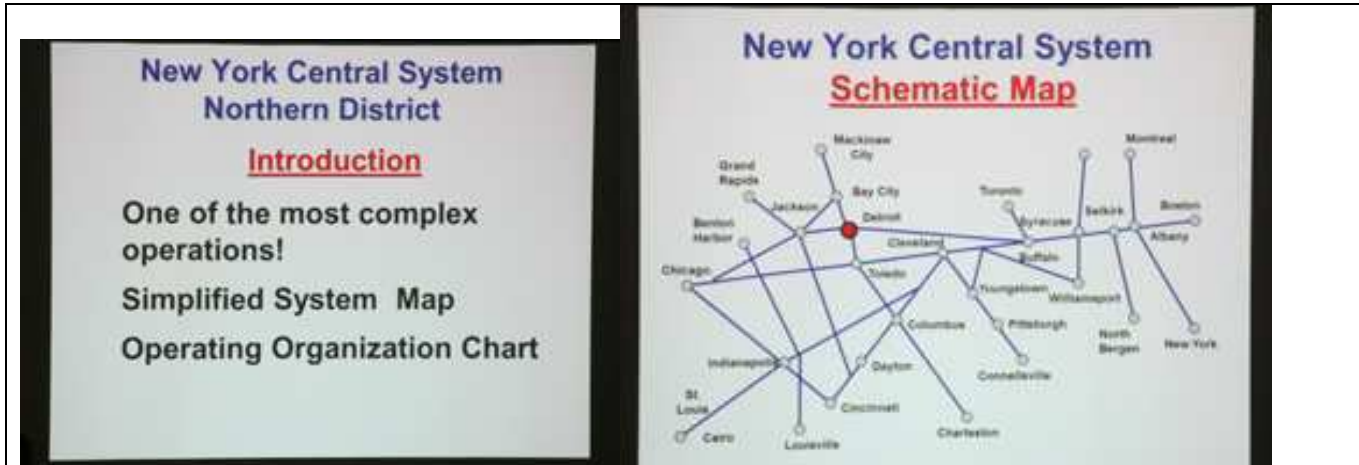 New York Central System
Northern District
Introduction
One of the most complex
operations!
Simplified System Map
Operating Organization Chart
New York Central System
Schematic Map
Mackinaw
City
Montreal
Grand
Rapids
Bay City
Toronto
Jackson
Detroit
Syracuse
Selkirk
Boston
Benton
Harbor
Cleveland
Albany
Buffalo
Chicago
Toledo
Youngstown
Williamsport
Columbus
Pittsburgh
North
Bergen
New York
Indianapolis
Dayton
Connellsville
St.
Louis
Cincinnati
Cairo
Louisville
Charleston